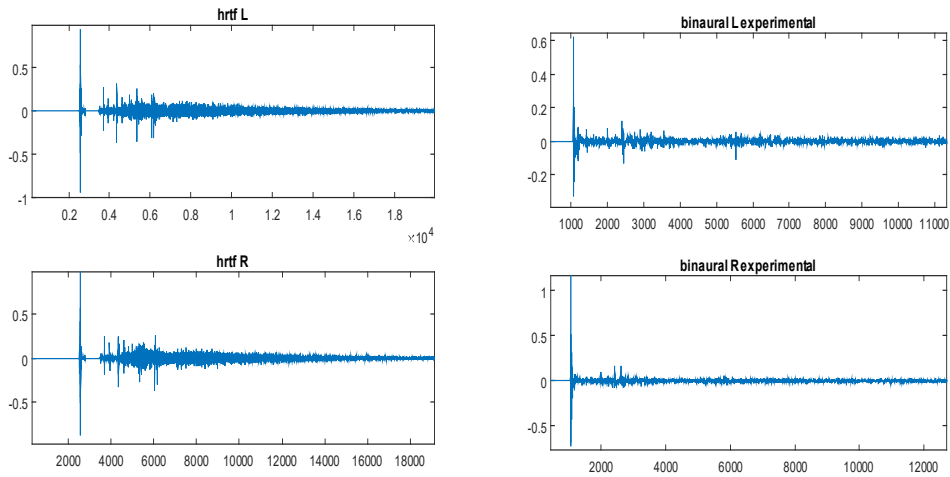 hrtf L
0.5
0
-0.5
-1
0.2 0.4 0.6 0.8 1 1.2 1.4 1.6 1.8
×10^4
binaural Lexperimental
0.6
0.4
0.2
0
-0.2
1000 2000 3000 4000 5000 6000 7000 8000 9000 10000 11000
hrtf R
0.5
0
-0.5
2000 4000 6000 8000 10000 12000 14000 16000 18000
binaural Rexperimental
1
0.5
0
-0.5
2000 4000 6000 8000 10000 12000